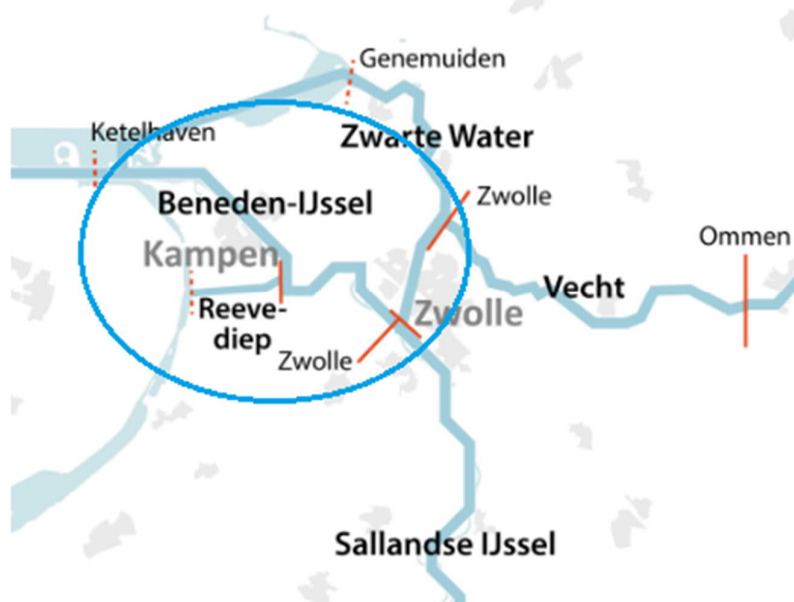 Genemuiden
Ketelhaven
Zwarte Water
Zwolle
Beneden-IJssel
Ommen
Kampen
Vecht
Reeve-
diep
Zwolle
Zwolle
Sallandse IJssel